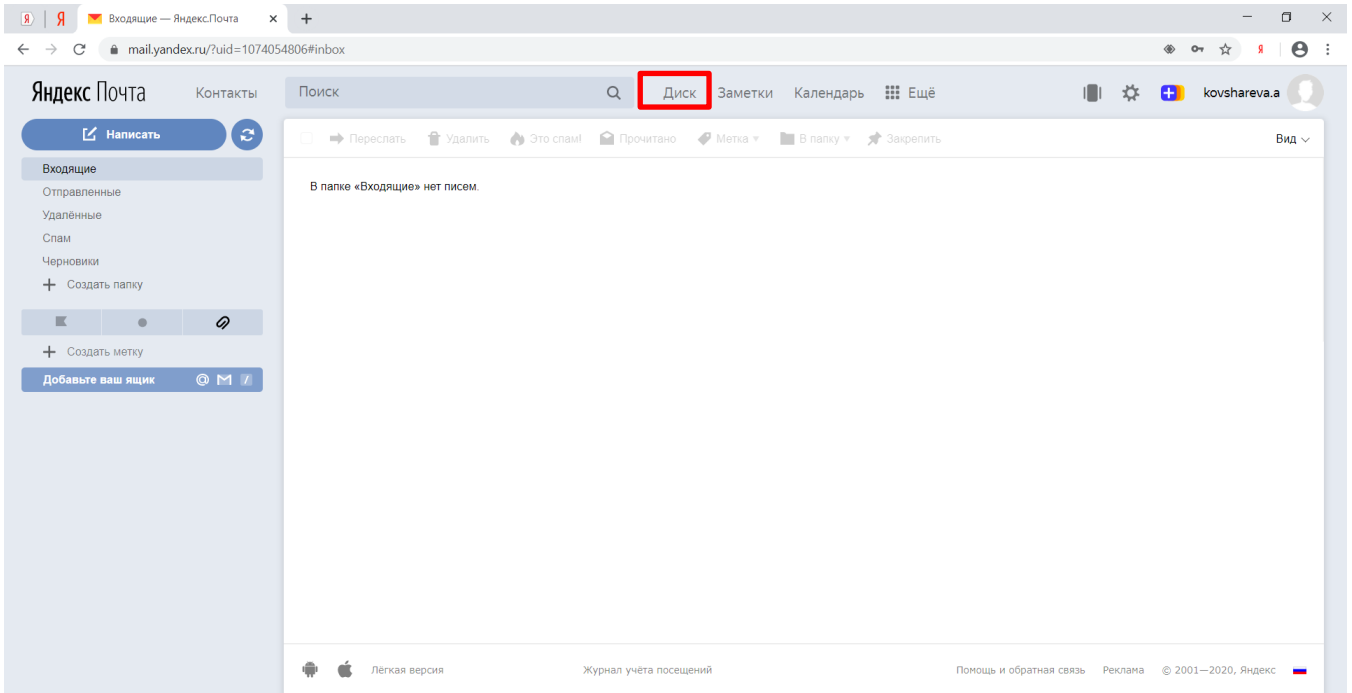 Входящие — Яндекс.Почта
mail.yandex.ru/?uid=1074054806#inbox
Яндекс Почта Контакты Поиск Диск Заметки Календарь Ещё kovshareva.a
Написать
Переслать Удалить Это спам! Прочитано Метка В папку Закрепить Вид
Входящие
В папке «Входящие» нет писем.
Отправленные
Удалённые
Спам
Черновики
+ Создать папку
+ Создать метку
Добавьте ваш ящик
Лёгкая версия Журнал учёта посещений Помощь и обратная связь Реклама © 2001—2020, Яндекс